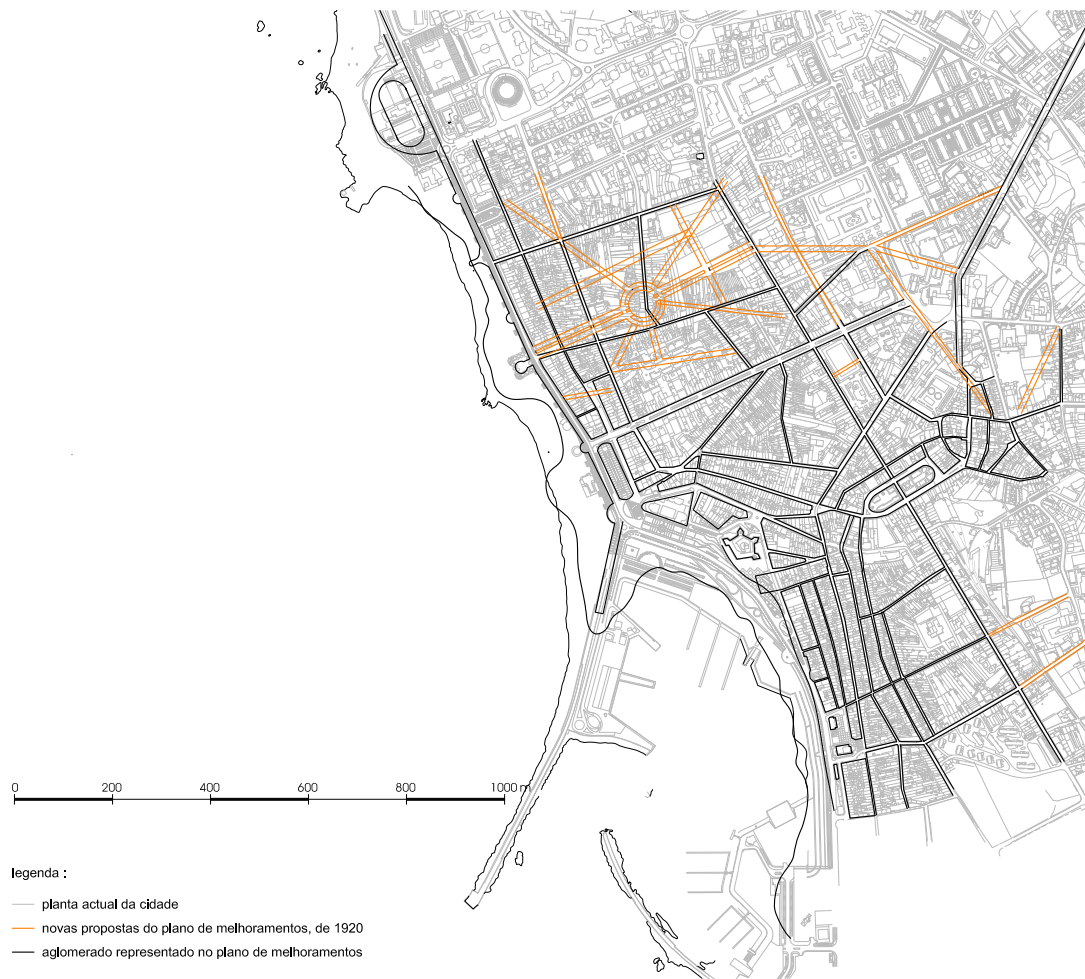 0 200 400 600 800 1000 m
legenda :
planta actual da cidade
novas propostas do plano de melhoramentos, de 1920
aglomerado representado no plano de melhoramentos